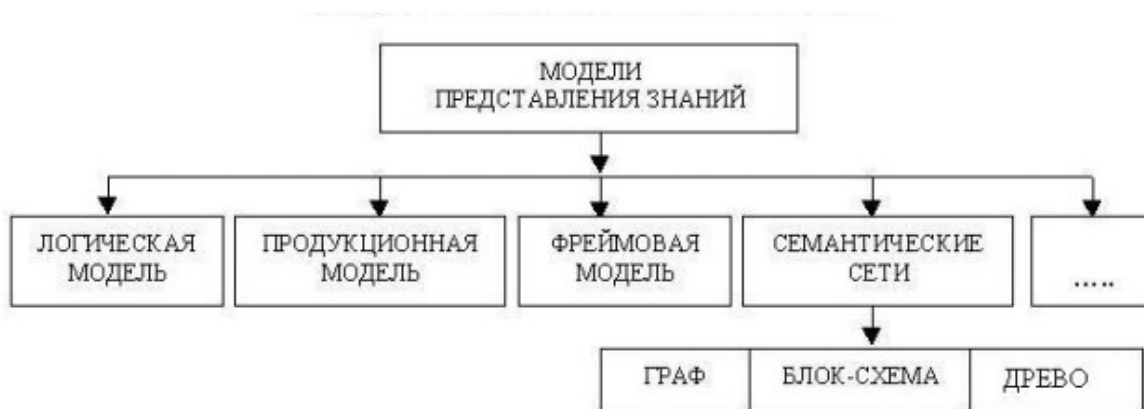 МОДЕЛИ
ПРЕДСТАВЛЕНИЯ ЗНАНИЙ
ЛОГИЧЕСКАЯ
МОДЕЛЬ
ПРОДУКЦИОННАЯ
МОДЕЛЬ
ФРЕЙМОВАЯ
МОДЕЛЬ
СЕМАНТИЧЕСКИЕ
СЕТИ
.....
ГРАФ
БЛОК-СХЕМА
ДРЕВО